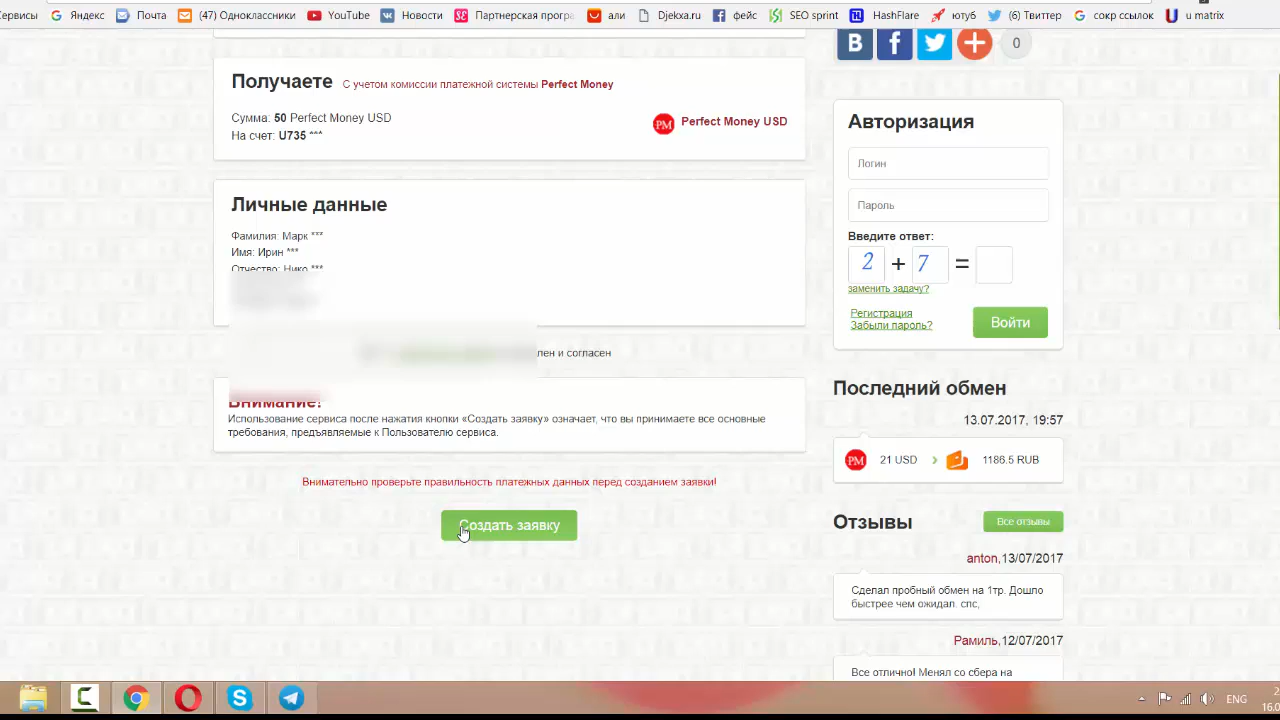 Сервисы
Яндекс
Почта
(47) Одноклассники
YouTube
Новости
Партнерская програ
али
Djekxa.ru
фейс
SEO sprint
HashFlare
ютуб
(6) Твиттер
сокр ссылок
u matrix
0
Получаете С учетом комиссии платежной системы Perfect Money
Сумма: 50 Perfect Money USD
На счет: U735 ***
PM Perfect Money USD
Личные данные
Фамилия: Марк ***
Имя: Ирин ***
Отчество: Нико ***
лен и согласен
Внимание!
Использование сервиса после нажатия кнопки «Создать заявку» означает, что вы принимаете все основные
требования, предъявляемые к Пользователю сервиса.
Внимательно проверьте правильность платежных данных перед созданием заявки!
Создать заявку
Авторизация
Логин
Пароль
Введите ответ:
2 + 7 =
заменить задачу?
Регистрация
Забыли пароль?
Войти
Последний обмен
13.07.2017, 19:57
PM 21 USD › 1186.5 RUB
Отзывы
Все отзывы
anton,13/07/2017
Сделал пробный обмен на 1тр. Дошло
быстрее чем ожидал. спс,
Рамиль,12/07/2017
Все отлично! Менял со сбера на
ENG